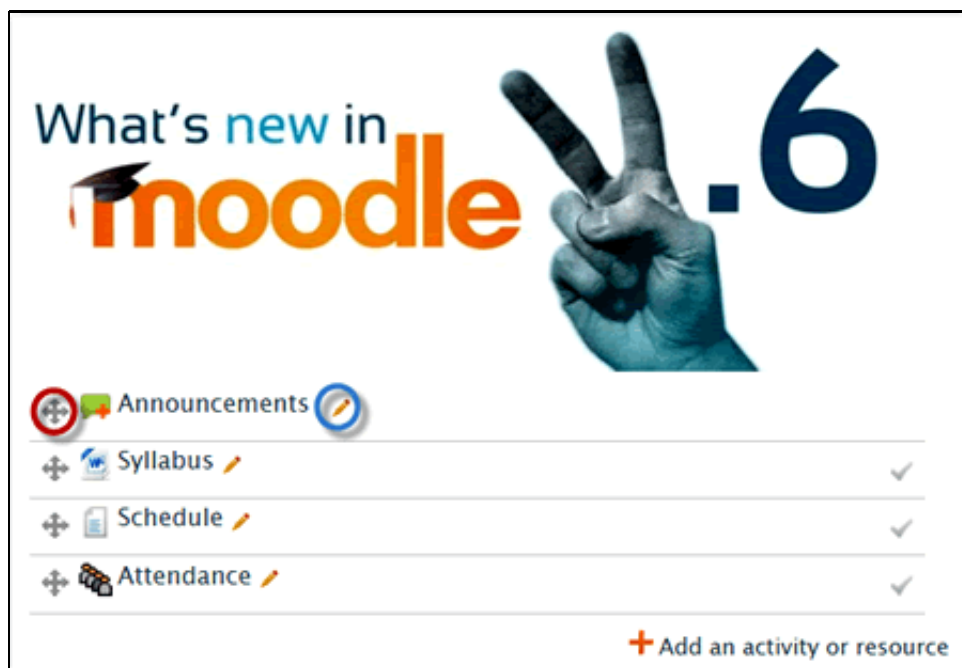 What's new in
moodle
.6
Announcements
Syllabus
Schedule
Attendance
Add an activity or resource